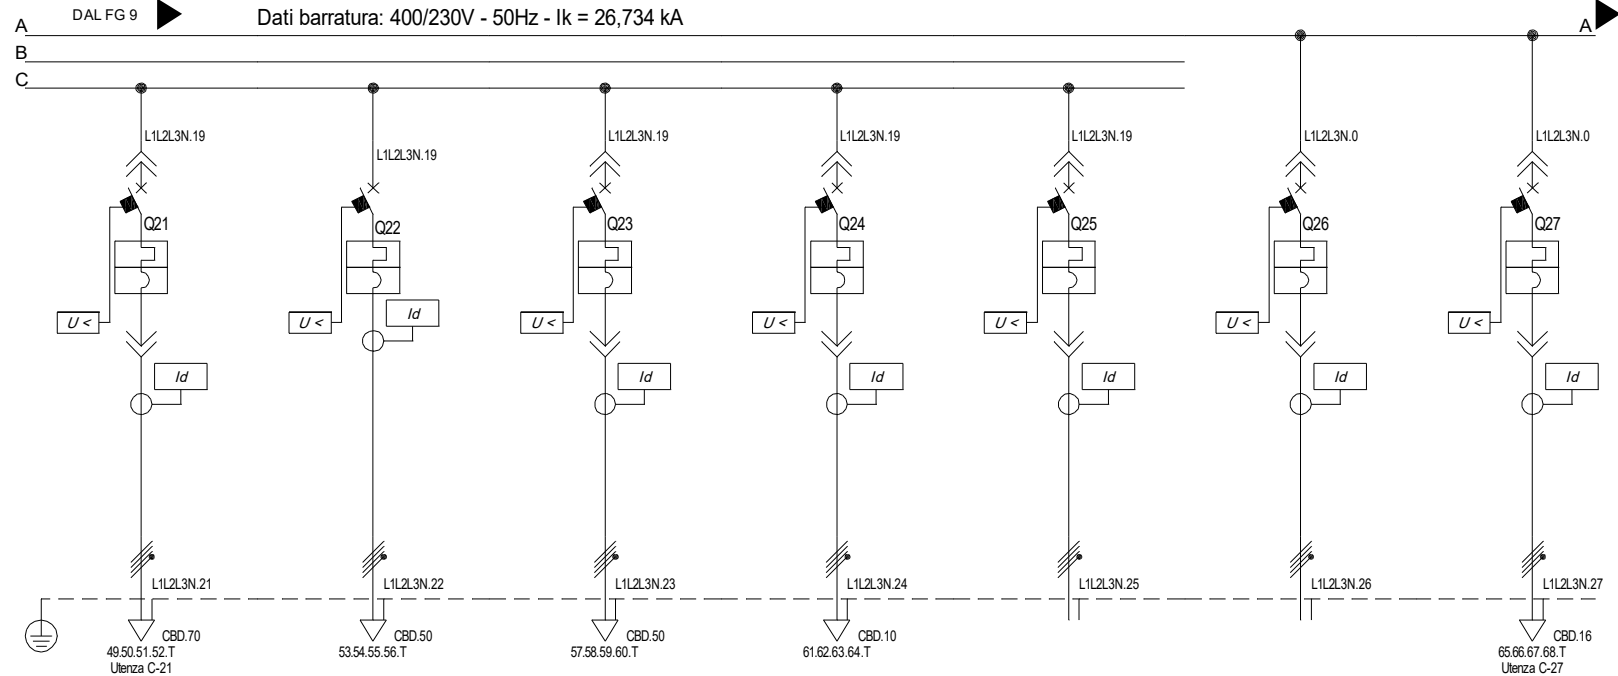 DAL FG 9
Dati barratura: 400/230V - 50Hz - Ik = 26,734 kA
A A
B
C
L1L2L3N.19 L1L2L3N.19 L1L2L3N.19 L1L2L3N.19 L1L2L3N.19 L1L2L3N.0 L1L2L3N.0
Q21 Q22 Q23 Q24 Q25 Q26 Q27
U < U < U < U < U < U < U <
Id Id Id Id Id Id Id
L1L2L3N.21 L1L2L3N.22 L1L2L3N.23 L1L2L3N.24 L1L2L3N.25 L1L2L3N.26 L1L2L3N.27
CBD.70 CBD.50 CBD.50 CBD.10 CBD.16
49.50.51.52.T 53.54.55.56.T 57.58.59.60.T 61.62.63.64.T 65.66.67.68.T
Utenza C-21 Utenza C-27